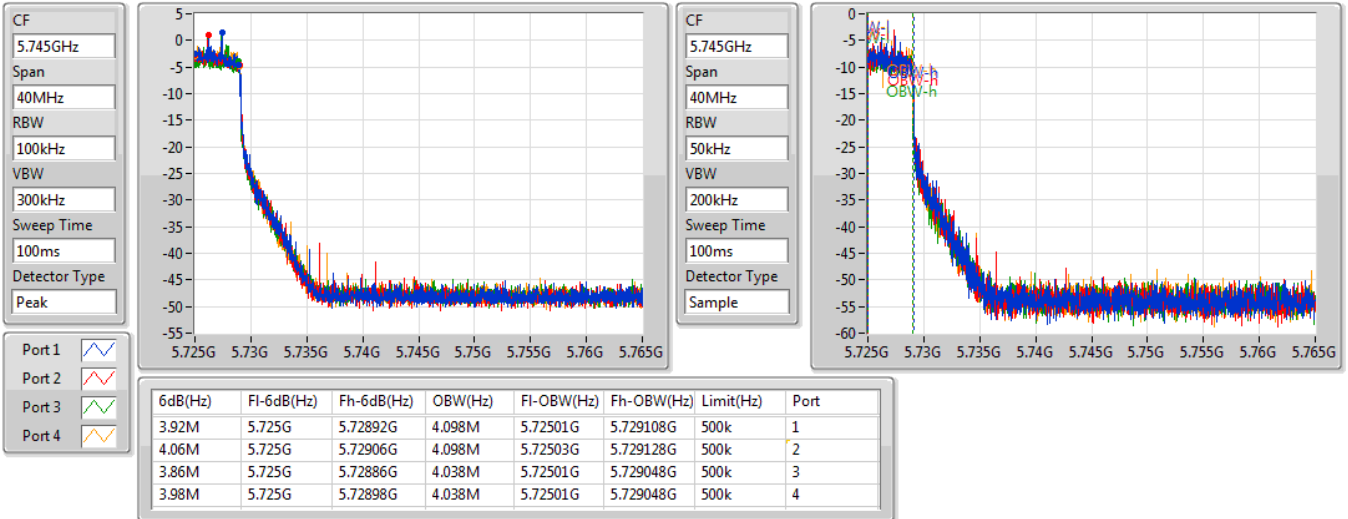 CF
5.745GHz
Span
40MHz
RBW
100kHz
VBW
300kHz
Sweep Time
100ms
Detector Type
Peak
5
0
-5
-10
-15
-20
-25
-30
-35
-40
-45
-50
-55
5.725G 5.73G 5.735G 5.74G 5.745G 5.75G 5.755G 5.76G 5.765G
CF
5.745GHz
Span
40MHz
RBW
50kHz
VBW
200kHz
Sweep Time
100ms
Detector Type
Sample
0
-5
-10
-15
-20
-25
-30
-35
-40
-45
-50
-55
-60
OBW-h
OBW-h
OBW-h
5.725G 5.73G 5.735G 5.74G 5.745G 5.75G 5.755G 5.76G 5.765G
Port 1
Port 2
Port 3
Port 4
6dB(Hz) Fl-6dB(Hz) Fh-6dB(Hz) OBW(Hz) Fl-OBW(Hz) Fh-OBW(Hz) Limit(Hz) Port
3.92M 5.725G 5.72892G 4.098M 5.72501G 5.729108G 500k 1
4.06M 5.725G 5.72906G 4.098M 5.72503G 5.729128G 500k 2
3.86M 5.725G 5.72886G 4.038M 5.72501G 5.729048G 500k 3
3.98M 5.725G 5.72898G 4.038M 5.72501G 5.729048G 500k 4